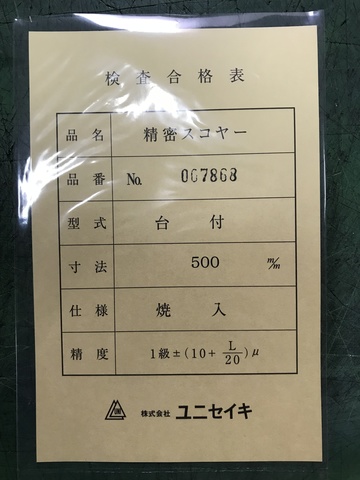 検査合格表
品名 精密スコヤー
品番 No. 007868
型式 台付
寸法 500 m/m
仕様 焼入
精度 1級±(10+L/20)μ
株式会社 ユニセイキ